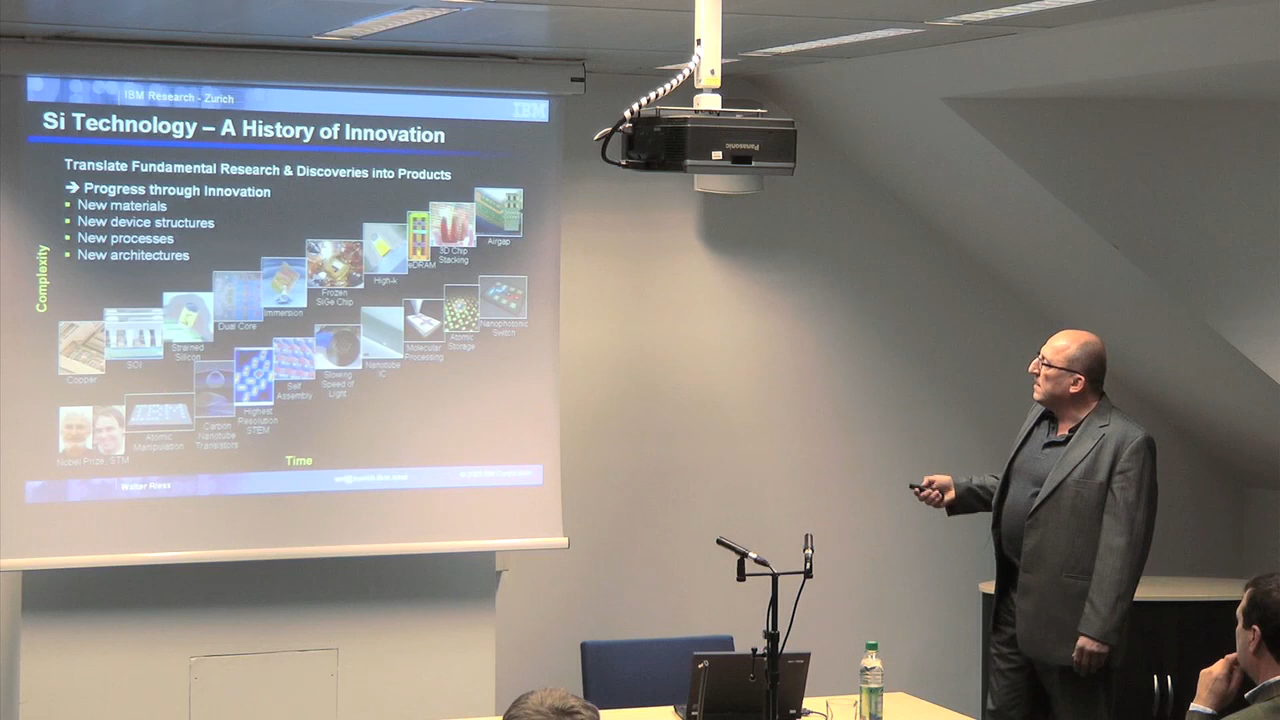 IBM Research - Zurich
IBM
Si Technology – A History of Innovation
Translate Fundamental Research & Discoveries into Products
➔ Progress through Innovation
▪ New materials
▪ New device structures
▪ New processes
▪ New architectures
Complexity
Airgap
3D Chip
Stacking
eDRAM
High-k
Frozen
SiGe Chip
Immersion
Dual Core
Strained
Silicon
SOI
Copper
Nanophotonic
Switch
Atomic
Storage
Molecular
Processing
Nanotube
IC
Slowing
Speed of
Light
Self
Assembly
Highest
Resolution
STEM
Carbon
Nanotube
Transistors
IBM
Atomic
Manipulation
Nobel Prize, STM
Time
Walter Riess
Panasonic